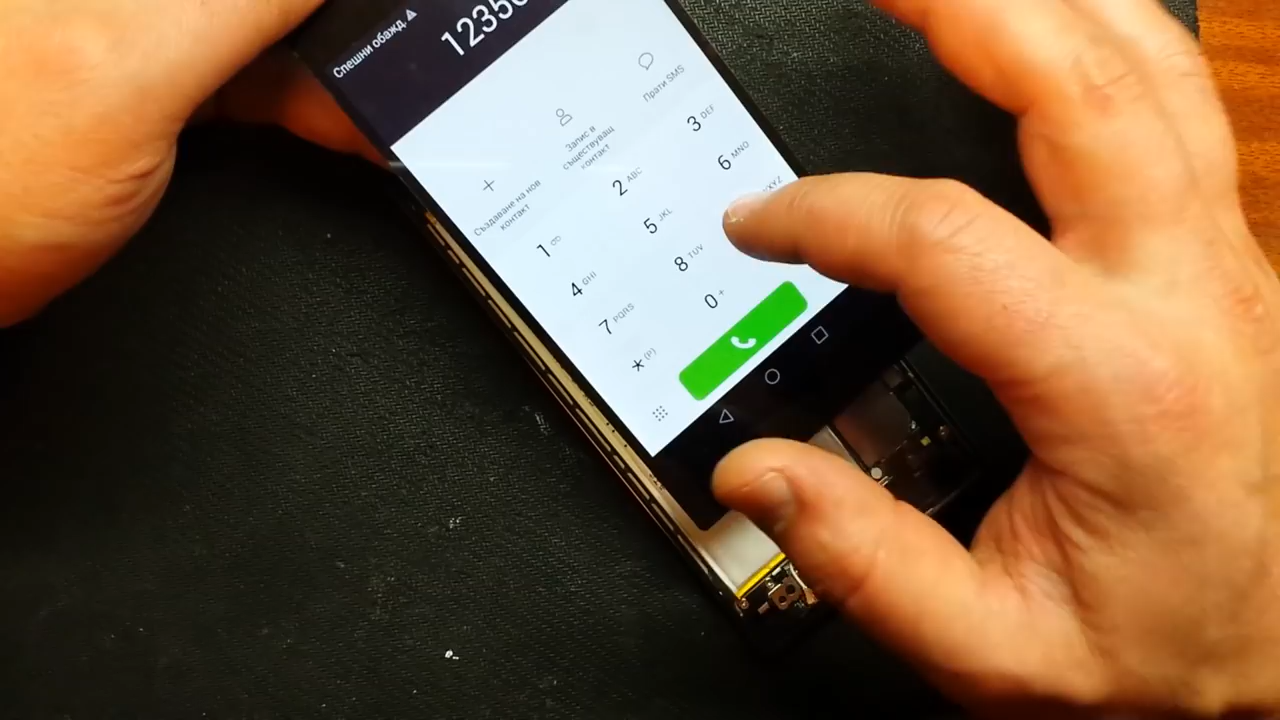 Спешни обажд.
Прати SMS
Запис в
съществуващ
контакт
Създаване на нов
контакт
1
2 ABC
3 DEF
4 GHI
5 JKL
6 MNO
7 PQRS
8 TUV
* (P)
0 +